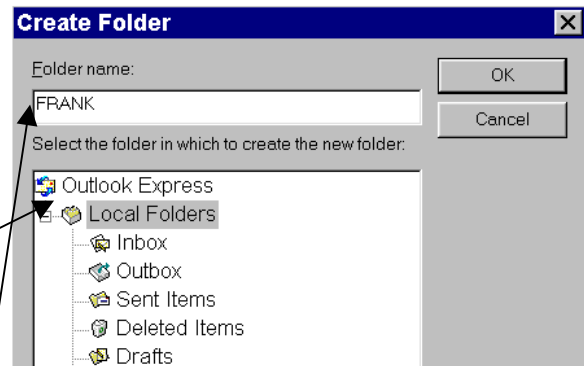 Create Folder
Folder name:
OK
FRANK
Cancel
Select the folder in which to create the new folder:
Outlook Express
Local Folders
Inbox
Outbox
Sent Items
Deleted Items
Drafts